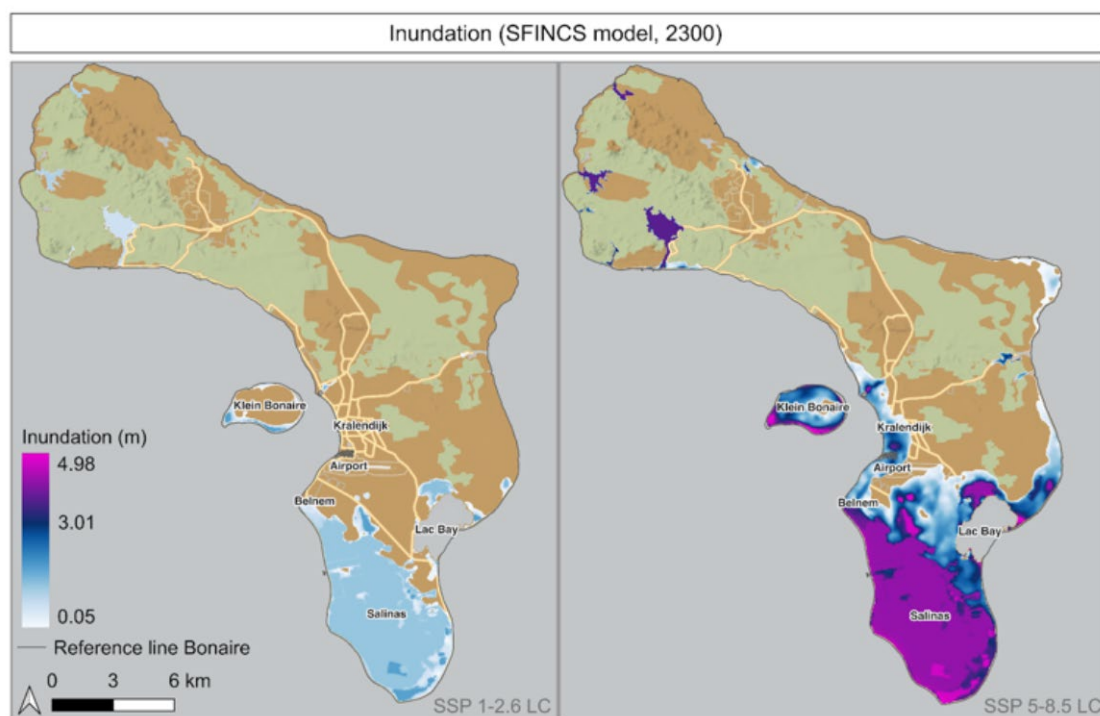 Inundation (SFINCS model, 2300)
Klein Bonaire
Kralendijk
Airport
Belnem
Lac Bay
Salinas
Inundation (m)
4.98
3.01
0.05
Reference line Bonaire
0 3 6 km
SSP 1-2.6 LC
Klein Bonaire
Kralendijk
Airport
Belnem
Lac Bay
Salinas
SSP 5-8.5 LC